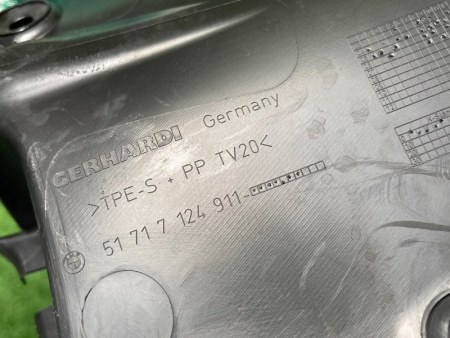 GERHARDI Germany
>TPE-S + PP TV20<
51 71 7 124 911-